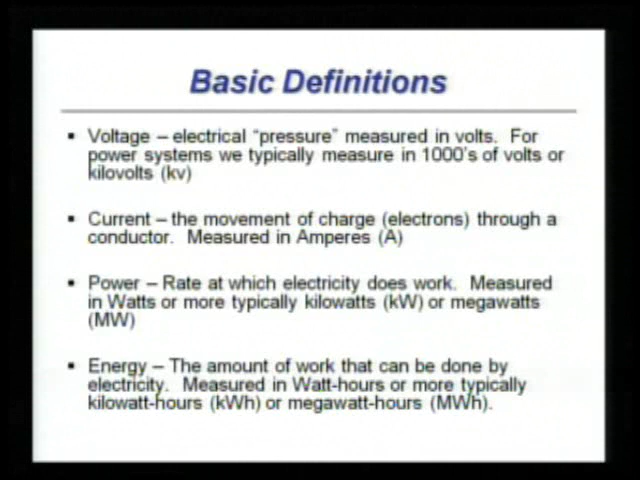 Basic Definitions
▪ Voltage – electrical “pressure” measured in volts.  For
power systems we typically measure in 1000’s of volts or
kilovolts (kv)
▪ Current – the movement of charge (electrons) through a
conductor.  Measured in Amperes (A)
▪ Power – Rate at which electricity does work.  Measured
in Watts or more typically kilowatts (kW) or megawatts
(MW)
▪ Energy – The amount of work that can be done by
electricity.  Measured in Watt-hours or more typically
kilowatt-hours (kWh) or megawatt-hours (MWh).